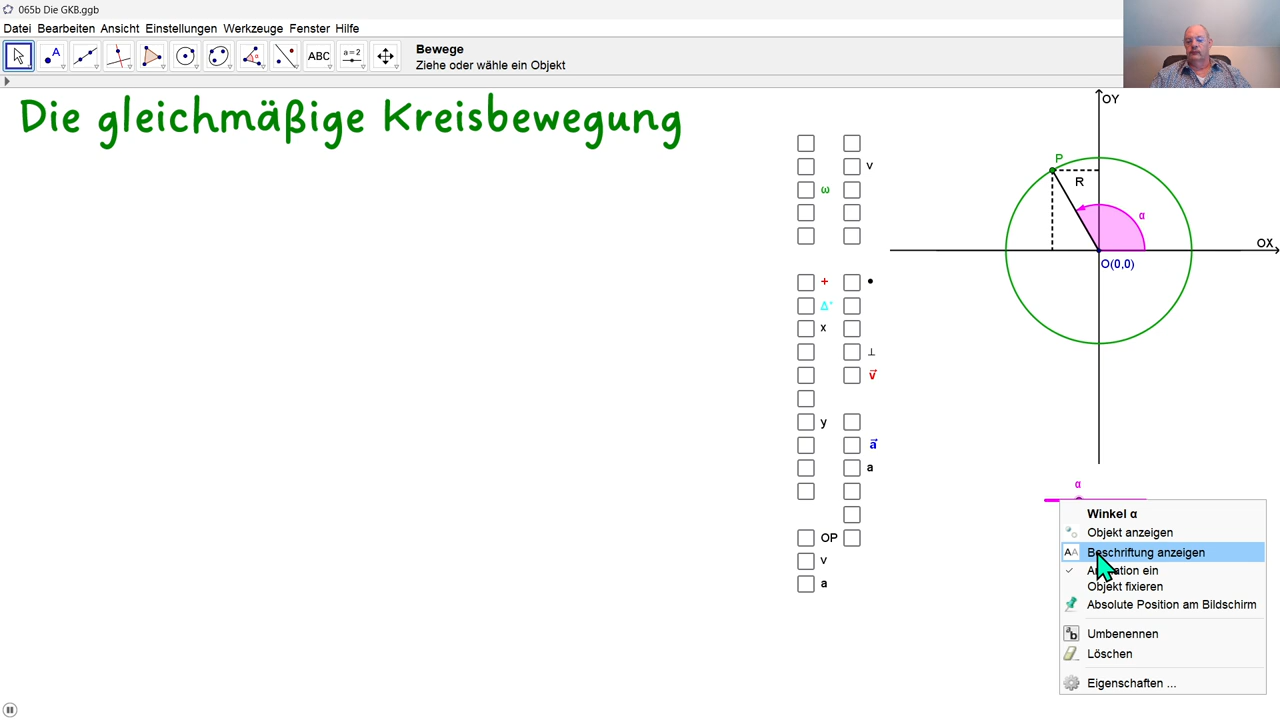 065b Die GKB.ggb
Datei Bearbeiten Ansicht Einstellungen Werkzeuge Fenster Hilfe
A
ABC
a=2
Bewege
Ziehe oder wähle ein Objekt
Die gleichmäßige Kreisbewegung
v
ω
+
•
Δ
x
⊥
v⃗
y
a⃗
a
OP
v
a
OY
P
R
α
OX
O(0,0)
α
Winkel α
Objekt anzeigen
AA Beschriftung anzeigen
Objekt fixieren
Absolute Position am Bildschirm
Umbenennen
Löschen
Eigenschaften ...